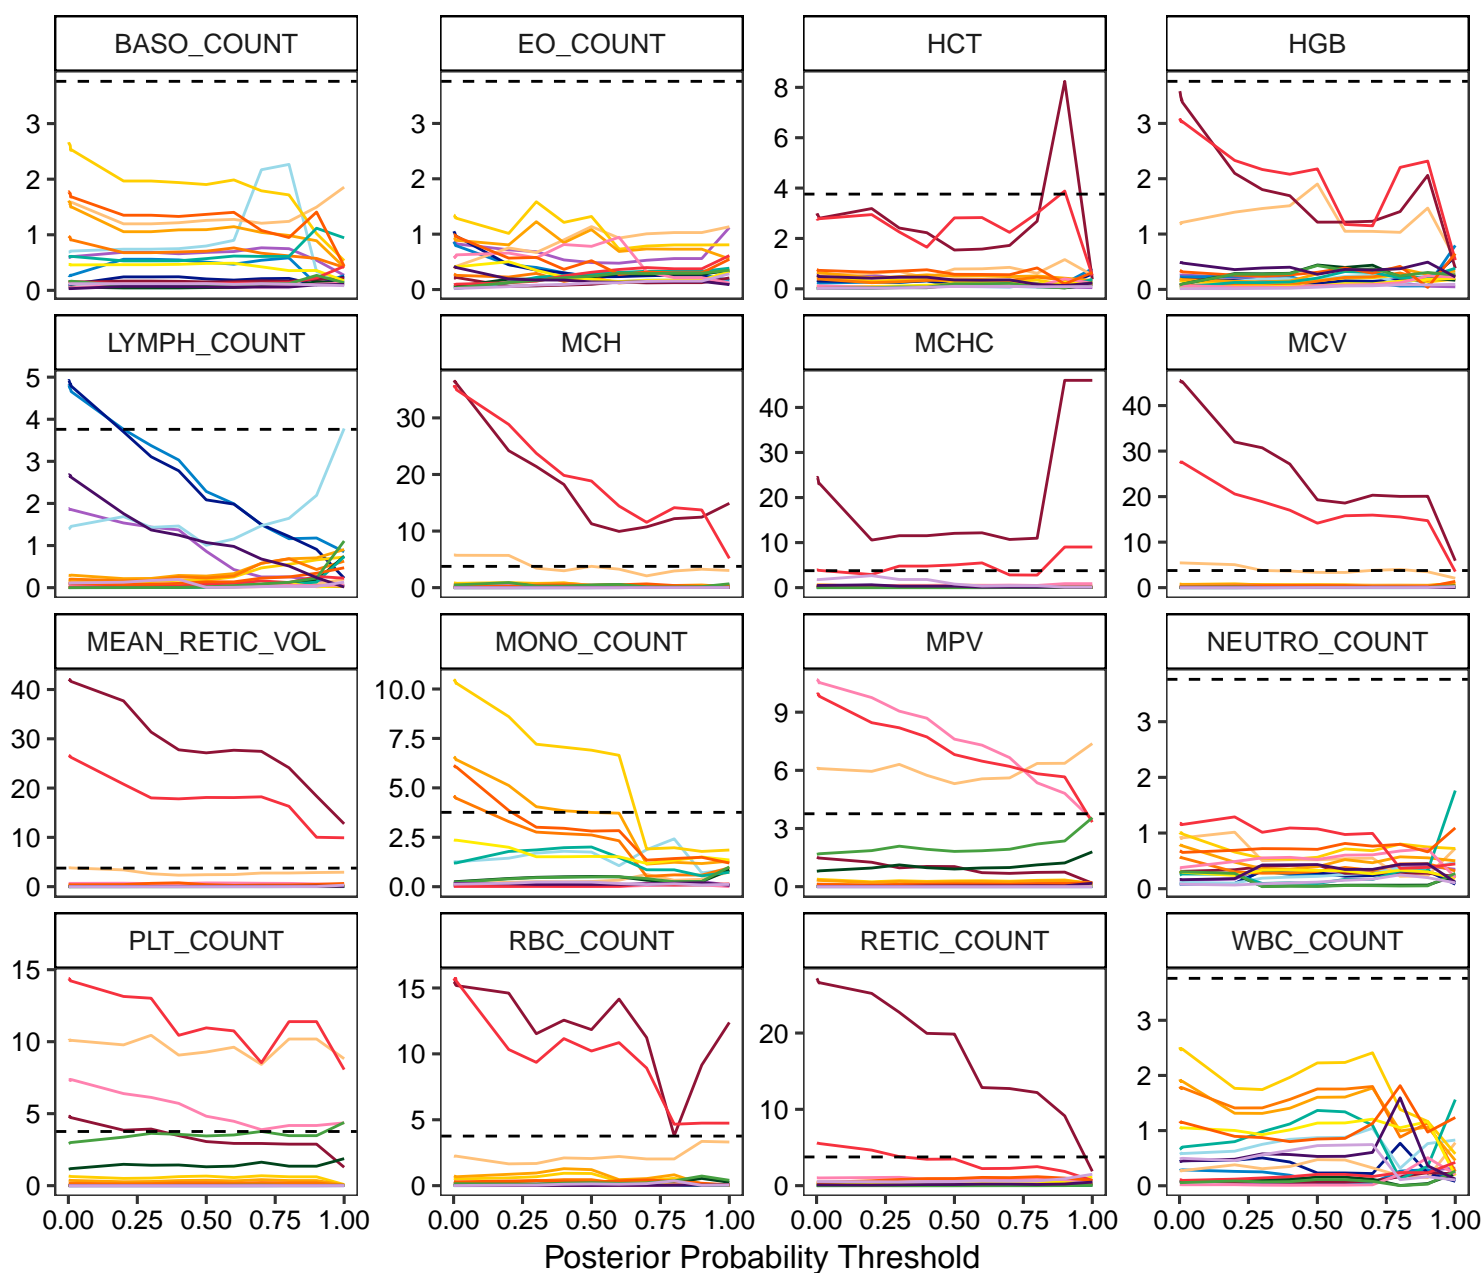 BASO_COUNT EO_COUNT HCT HGB
3 2 1 0
3 2 1 0
8 6 4 2 0
3 2 1 0
LYMPH_COUNT MCH MCHC MCV
5 4 3 2 1 0
30 20 10 0
40 30 20 10 0
40 30 20 10 0
MEAN_RETIC_VOL MONO_COUNT MPV NEUTRO_COUNT
40 30 20 10 0
10.0 7.5 5.0 2.5 0.0
9 6 3 0
3 2 1 0
PLT_COUNT RBC_COUNT RETIC_COUNT WBC_COUNT
15 10 5 0
15 10 5 0
20 10 0
3 2 1 0
0.00 0.25 0.50 0.75 1.00 0.00 0.25 0.50 0.75 1.00 0.00 0.25 0.50 0.75 1.00 0.00 0.25 0.50 0.75 1.00
Posterior Probability Threshold